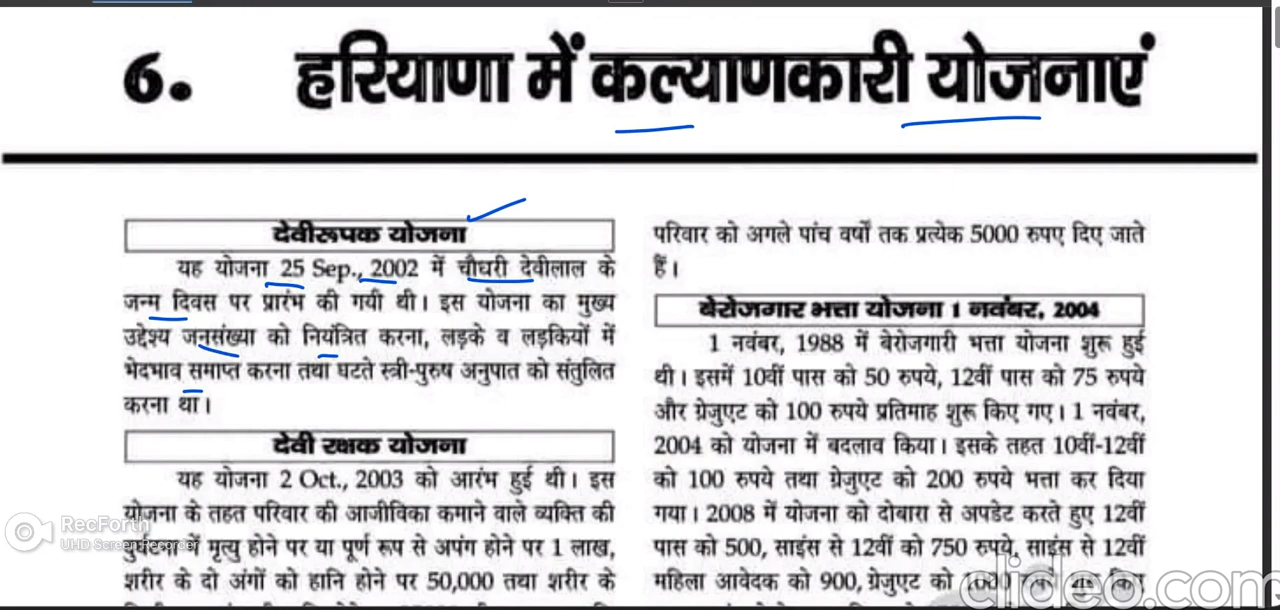 6. हरियाणा में कल्याणकारी योजनाएं
देवीरूपक योजना
यह योजना 25 Sep., 2002 में चौघरी देवीलाल के
जन्म दिवस पर प्रारंभ की गयी थी। इस योजना का मुख्य
उद्देश्य जनसंख्या को नियंत्रित करना, लड़के व लड़कियों में
भेदभाव समाप्त करना तथा घटते स्त्री-पुरुष अनुपात को संतुलित
करना था।
देवी रक्षक योजना
यह योजना 2 Oct., 2003 को आरंभ हुई थी। इस
योजना के तहत परिवार की आजीविका कमाने वाले व्यक्ति की
मृत्यु होने पर या पूर्ण रूप से अपंग होने पर 1 लाख,
शरीर के दो अंगों को हानि होने पर 50,000 तथा शरीर के
परिवार को अगले पांच वर्षों तक प्रत्येक 5000 रुपए दिए जाते
हैं।
बेरोजगार भत्ता योजना 1 नवंबर, 2004
1 नवंबर, 1988 में बेरोजगारी भत्ता योजना शुरू हुई
थी। इसमें 10वीं पास को 50 रुपये, 12वीं पास को 75 रुपये
और ग्रेजुएट को 100 रुपये प्रतिमाह शुरू किए गए। 1 नवंबर,
2004 को योजना में बदलाव किया। इसके तहत 10वीं-12वीं
को 100 रुपये तथा ग्रेजुएट को 200 रुपये भत्ता कर दिया
गया। 2008 में योजना को दोबारा से अपडेट करते हुए 12वीं
पास को 500, साइंस से 12वीं को 750 रुपये, साइंस से 12वीं
महिला आवेदक को 900, ग्रेजुएट को
RecForth
UHD Screen Recorder
clideo.com